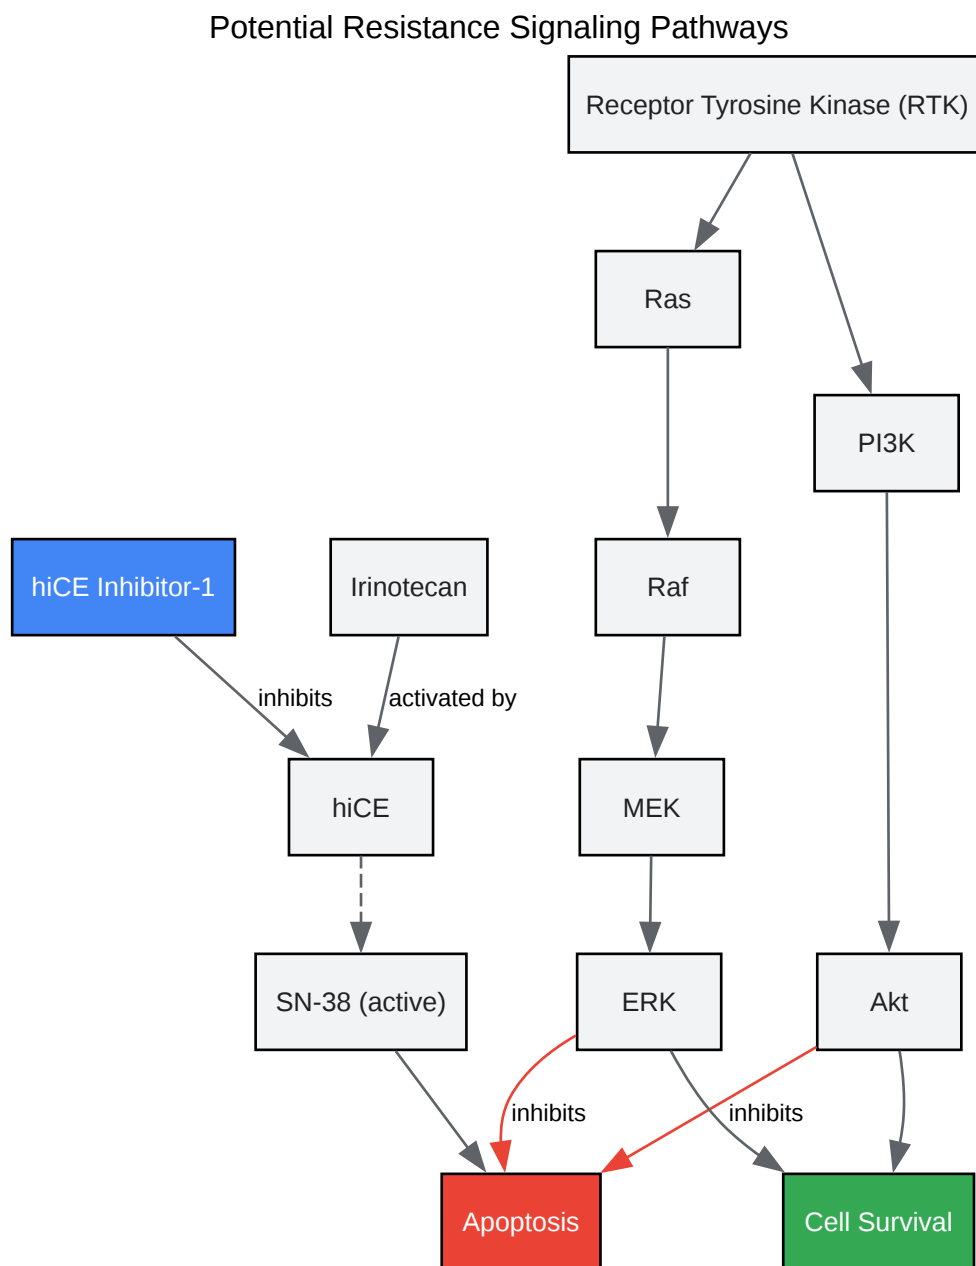 Potential Resistance Signaling Pathways
Receptor Tyrosine Kinase (RTK)
Ras
PI3K
hiCE Inhibitor-1
Irinotecan
Raf
inhibits
activated by
hiCE
MEK
SN-38 (active)
ERK
Akt
inhibits
inhibits
Apoptosis
Cell Survival